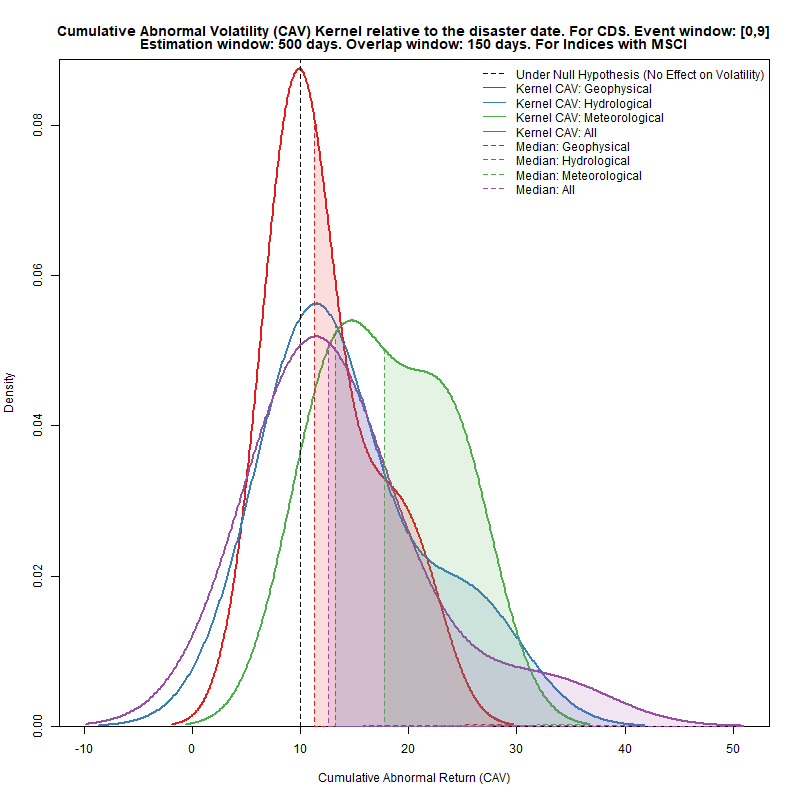 Cumulative Abnormal Volatility (CAV) Kernel relative to the disaster date. For CDS. Event window: [0,9]
Estimation window: 500 days. Overlap window: 150 days. For Indices with MSCI
Under Null Hypothesis (No Effect on Volatility)
Kernel CAV: Geophysical
Kernel CAV: Hydrological
Kernel CAV: Meteorological
Kernel CAV: All
Median: Geophysical
Median: Hydrological
Median: Meteorological
Median: All
Density
0.08
0.06
0.04
0.02
0.00
-10 0 10 20 30 40 50
Cumulative Abnormal Return (CAV)